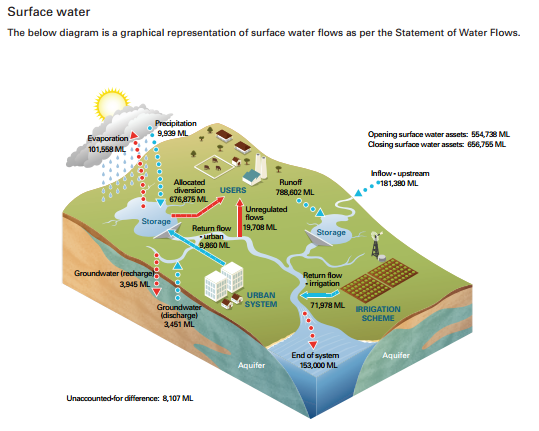 Surface water
The below diagram is a graphical representation of surface water flows as per the Statement of Water Flows.
Precipitation
9,939 ML
Evaporation
101,558 ML
Opening surface water assets: 554,738 ML
Closing surface water assets: 656,755 ML
Inflow - upstream
181,380 ML
Allocated
diversion
676,875 ML
USERS
Runoff
788,602 ML
Unregulated
flows
19,708 ML
Storage
Return flow
- urban
9,860 ML
Storage
Groundwater (recharge)
3,945 ML
Return flow
- irrigation
71,978 ML
URBAN
SYSTEM
IRRIGATION
SCHEME
Groundwater
(discharge)
3,451 ML
End of system
153,000 ML
Aquifer
Aquifer
Unaccounted-for difference: 8,107 ML